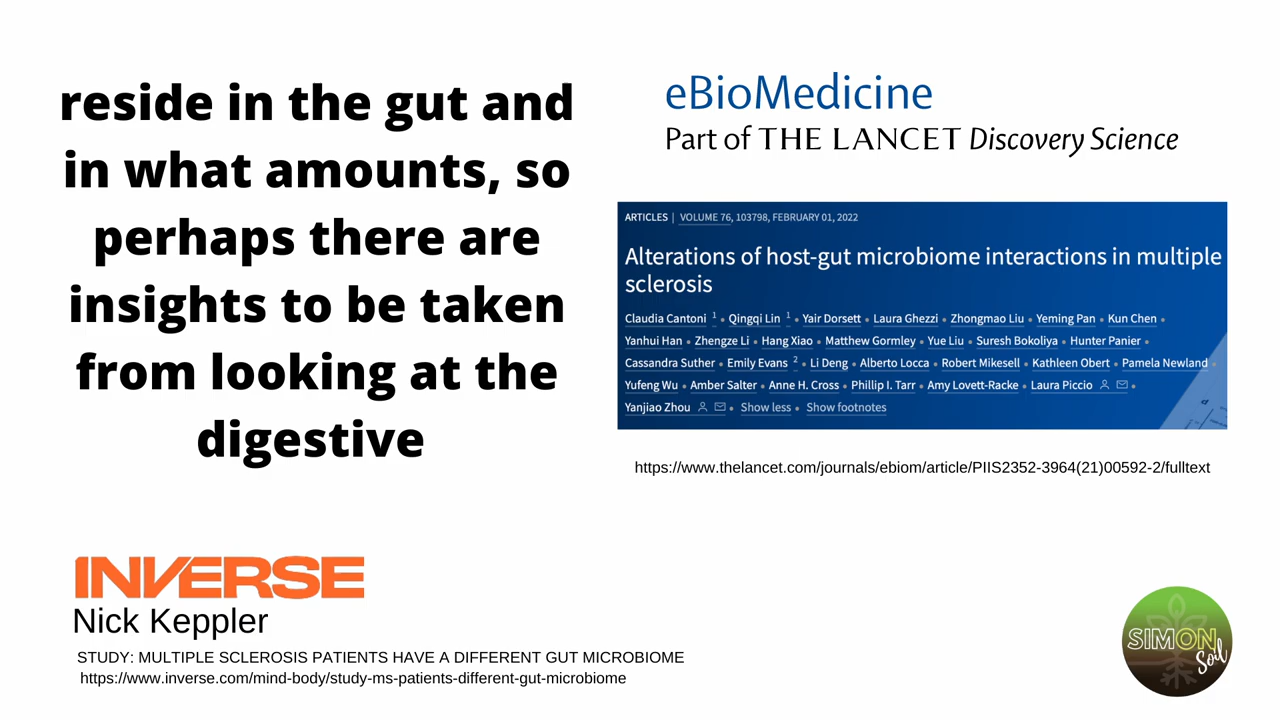 reside in the gut and
in what amounts, so
perhaps there are
insights to be taken
from looking at the
digestive
eBioMedicine
Part of THE LANCET Discovery Science
ARTICLES | VOLUME 76, 103798, FEBRUARY 01, 2022
Alterations of host-gut microbiome interactions in multiple
sclerosis
Claudia Cantoni 1 • Qingqi Lin 1 • Yair Dorsett • Laura Ghezzi • Zhongmao Liu • Yeming Pan • Kun Chen •
Yanhui Han • Zhengze Li • Hang Xiao • Matthew Gormley • Yue Liu • Suresh Bokoliya • Hunter Panier •
Cassandra Suther • Emily Evans 2 • Li Deng • Alberto Locca • Robert Mikesell • Kathleen Obert • Pamela Newland •
Yufeng Wu • Amber Salter • Anne H. Cross • Phillip I. Tarr • Amy Lovett-Racke • Laura Piccio •
Yanjiao Zhou • Show less • Show footnotes
https://www.thelancet.com/journals/ebiom/article/PIIS2352-3964(21)00592-2/fulltext
INVERSE
Nick Keppler
STUDY: MULTIPLE SCLEROSIS PATIENTS HAVE A DIFFERENT GUT MICROBIOME
https://www.inverse.com/mind-body/study-ms-patients-different-gut-microbiome
SIMON
Soil